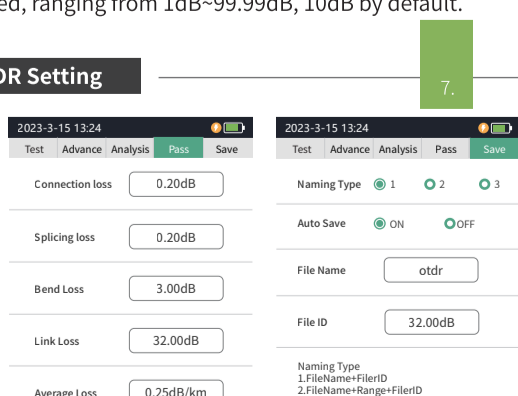 ed, ranging from 1dB~99.99dB, 10dB by default.
DR Setting
7.
2023-3-15 13:24
Test Advance Analysis Pass Save
Connection loss 0.20dB
Splicing loss 0.20dB
Bend Loss 3.00dB
Link Loss 32.00dB
Average Loss 0.25dB/km
2023-3-15 13:24
Test Advance Analysis Pass Save
Naming Type 1 2 3
Auto Save ON OFF
File Name otdr
File ID 32.00dB
Naming Type
1.FileName+FilerID
2.FileName+Range+FilerID